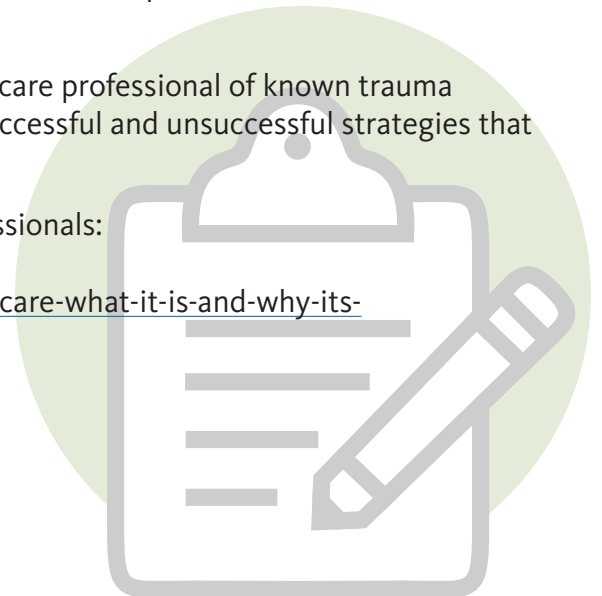 care professional of known trauma
ccessful and unsuccessful strategies that
ssionals:
care-what-it-is-and-why-its-